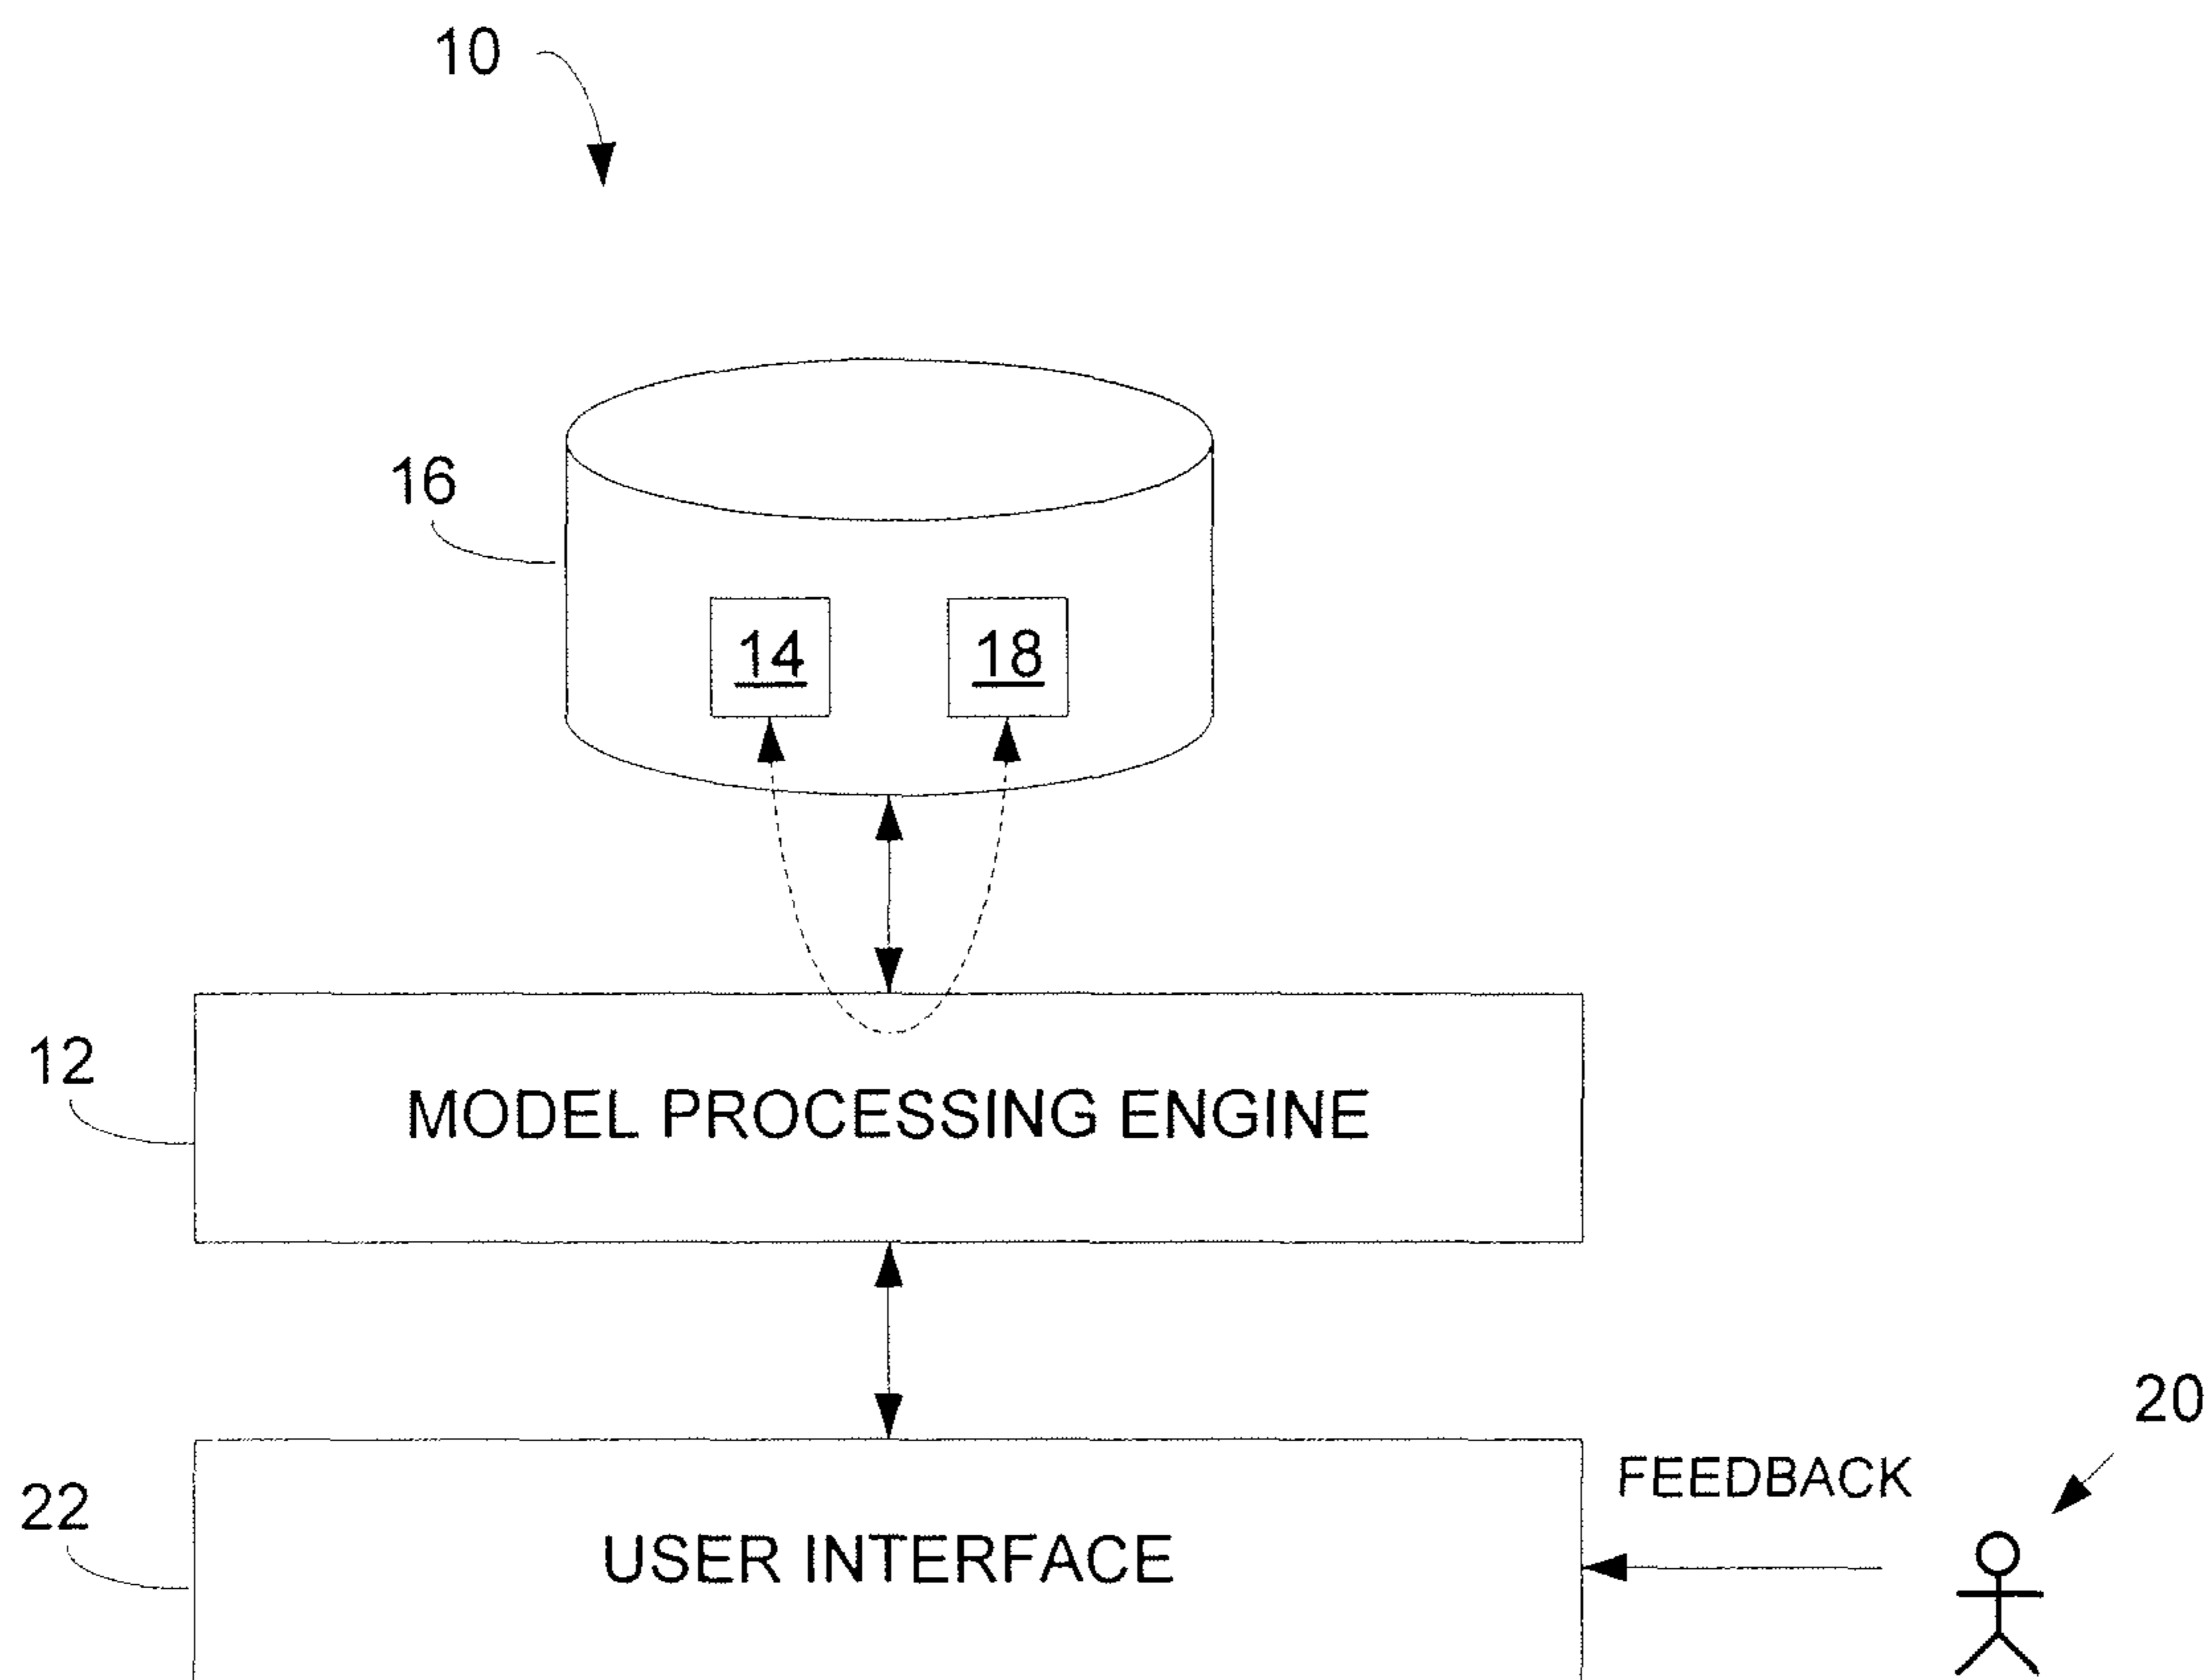 10
16
14 18
12
MODEL PROCESSING ENGINE
20
FEEDBACK
22
USER INTERFACE